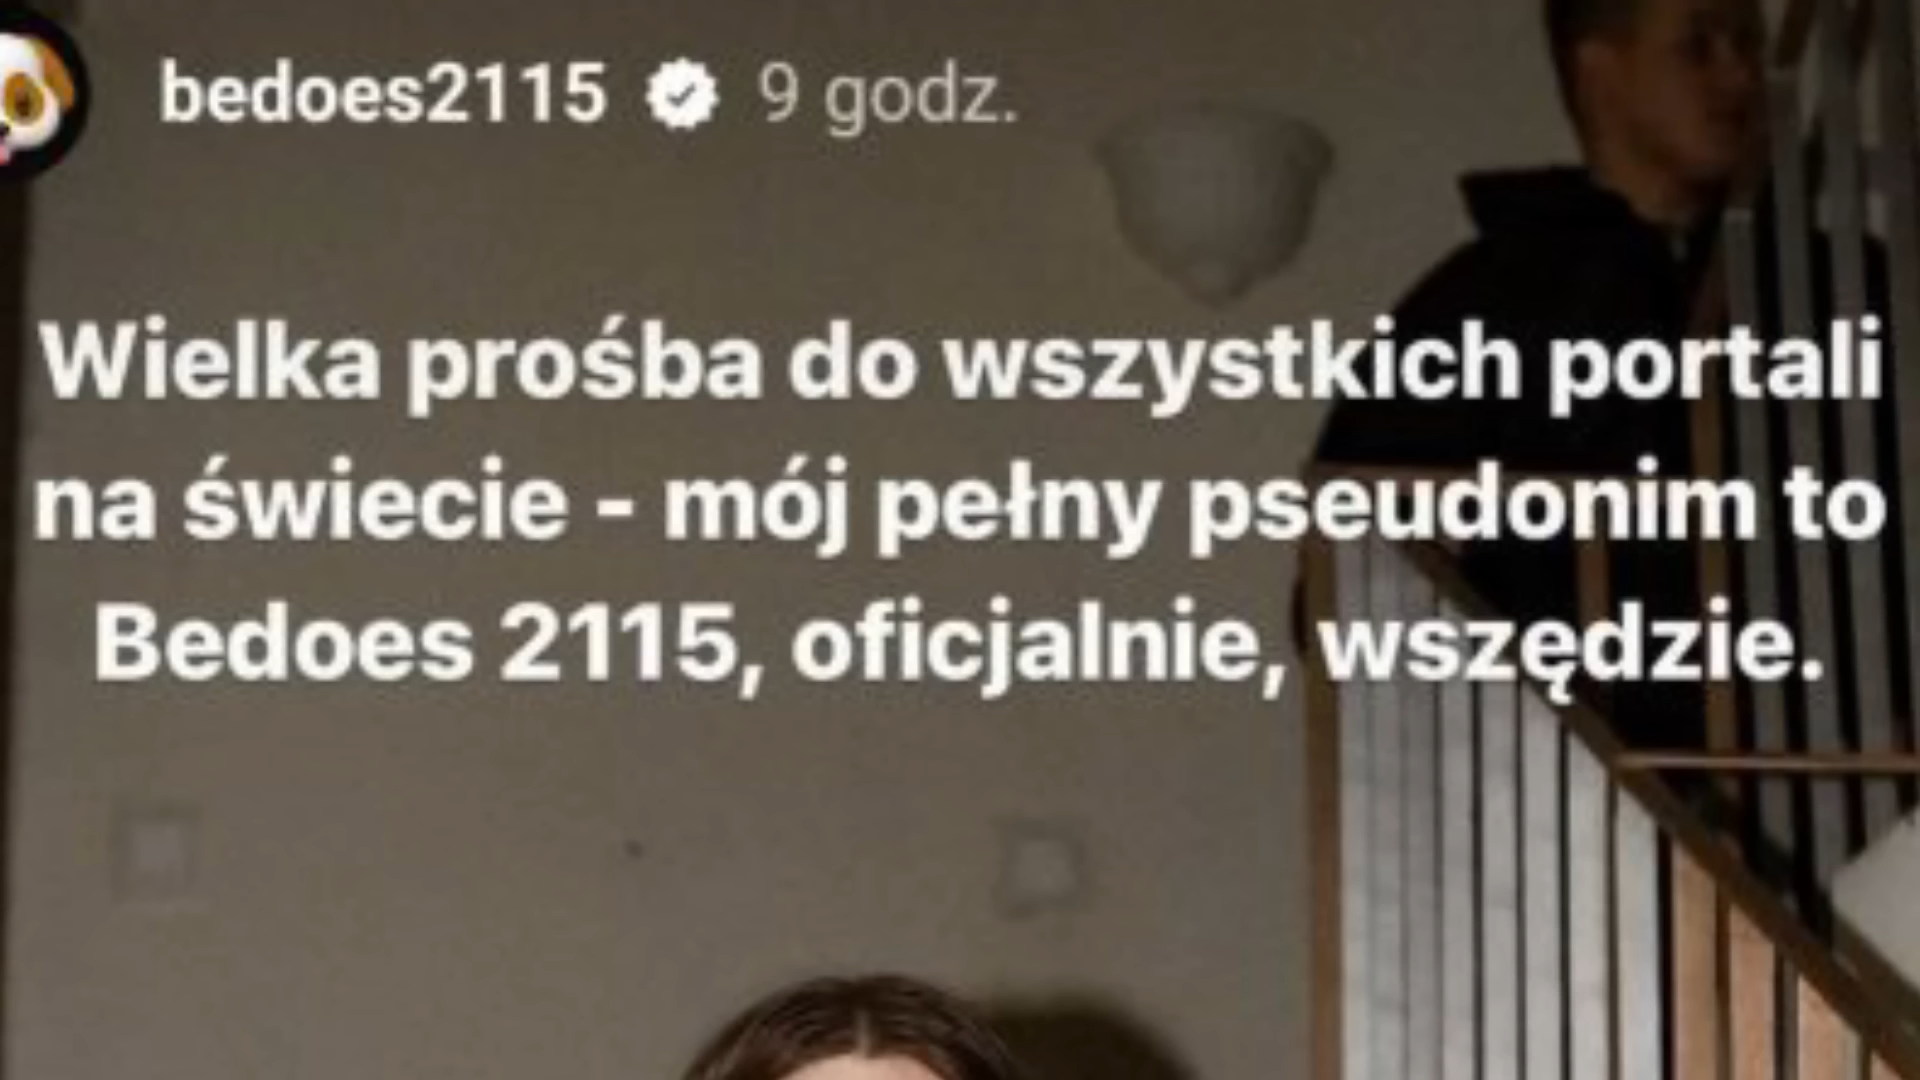 bedoes2115 9 godz.
Wielka prośba do wszystkich portali
na świecie - mój pełny pseudonim to
Bedoes 2115, oficjalnie, wszędzie.